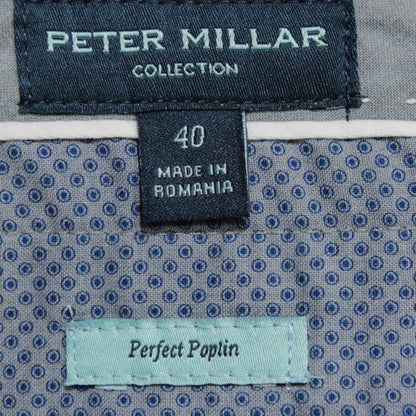 PETER MILLAR
COLLECTION
40
MADE IN
ROMANIA
Perfect Poplin